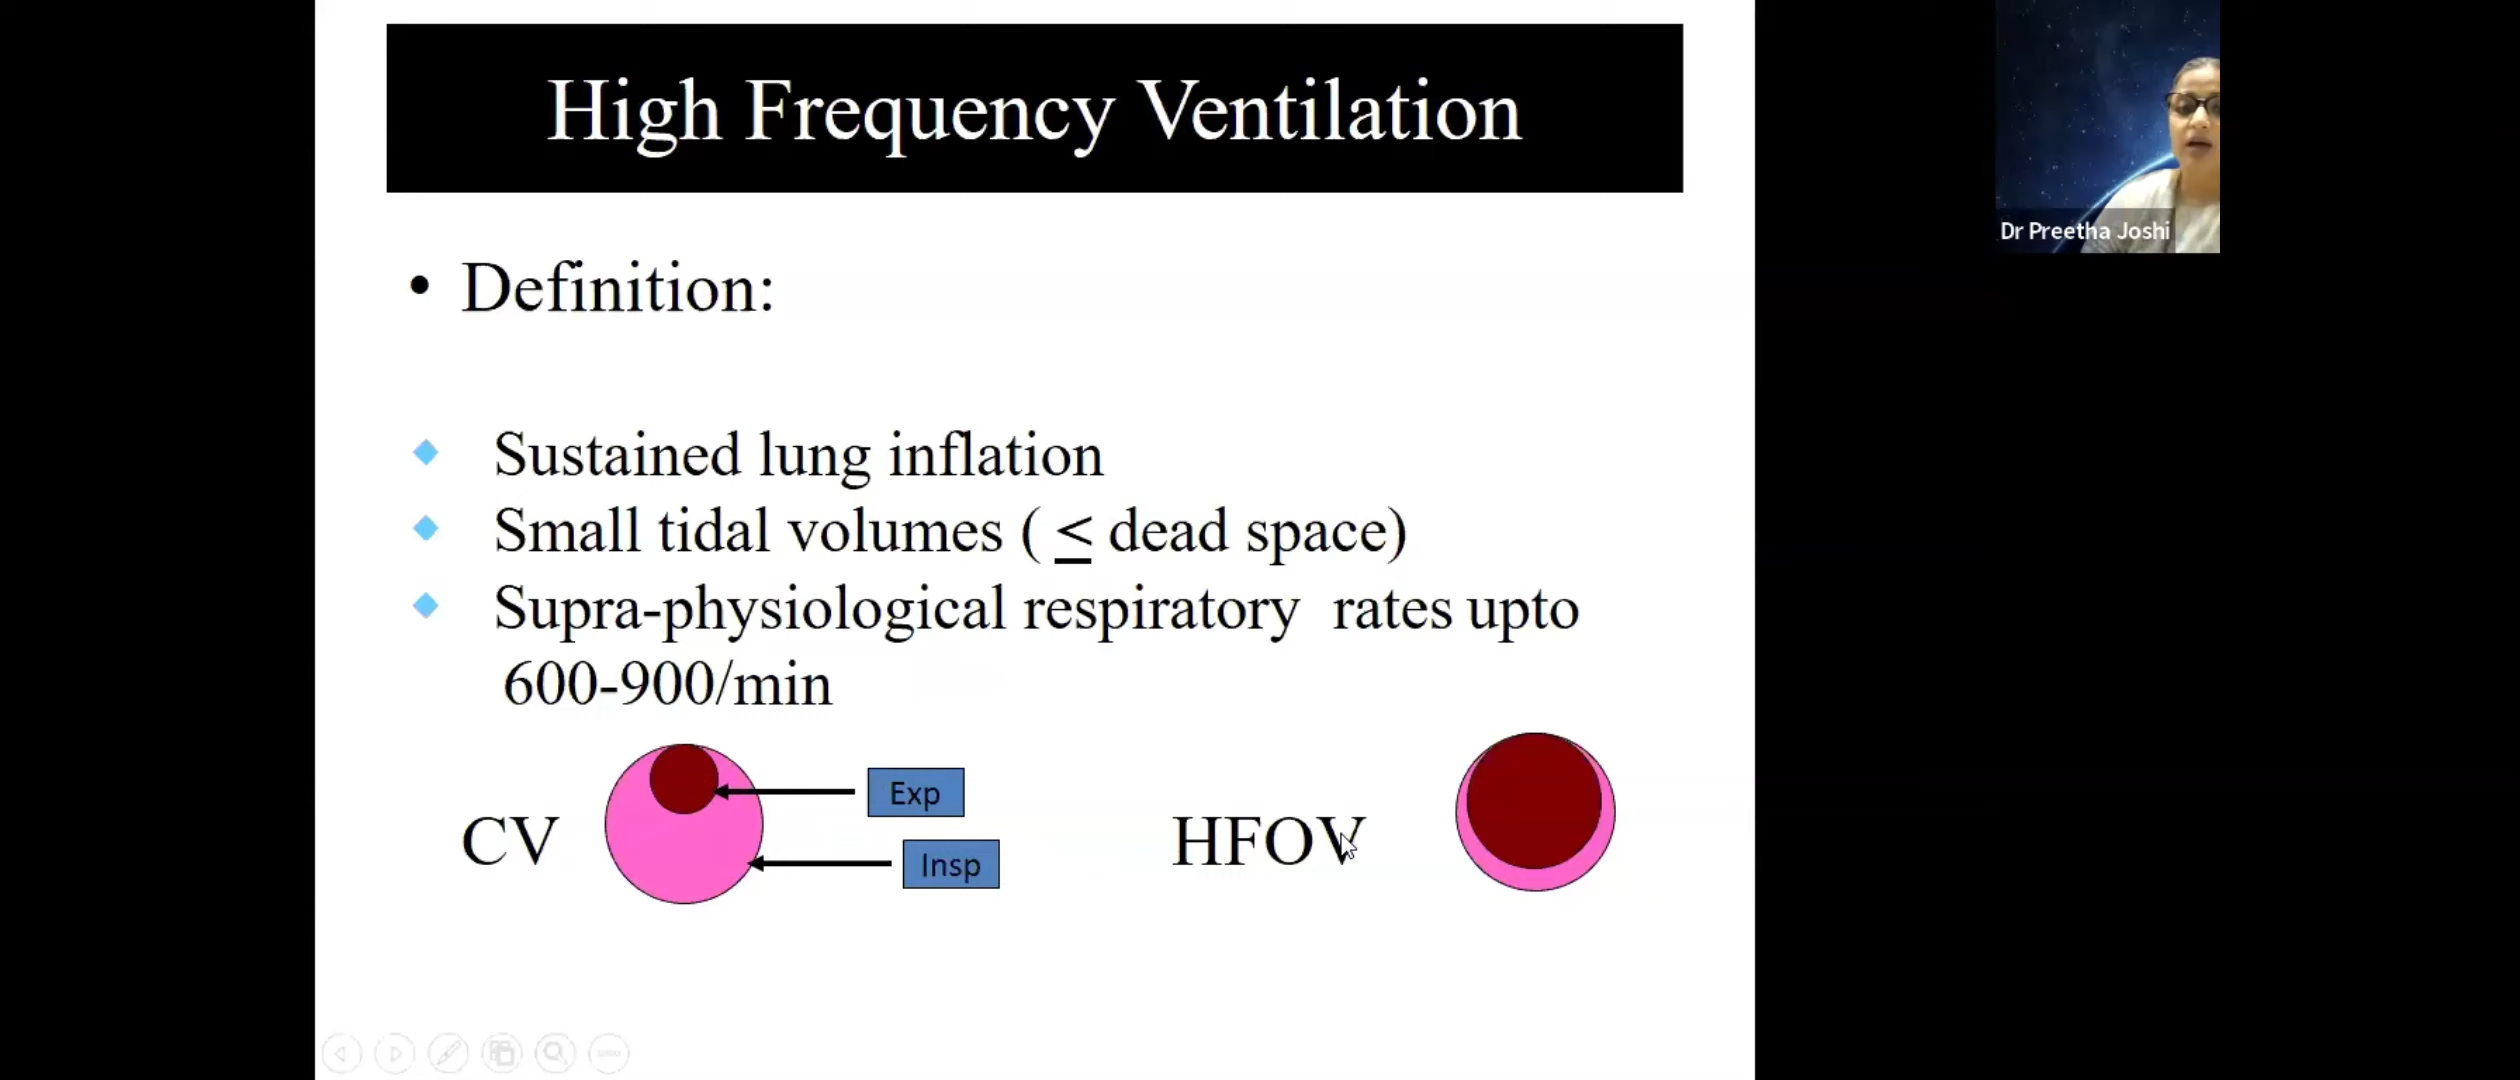 High Frequency Ventilation
Dr Preetha Joshi
• Definition:
Sustained lung inflation
Small tidal volumes ( ≤ dead space)
Supra-physiological respiratory rates upto
600-900/min
Exp
CV
Insp
HFOV